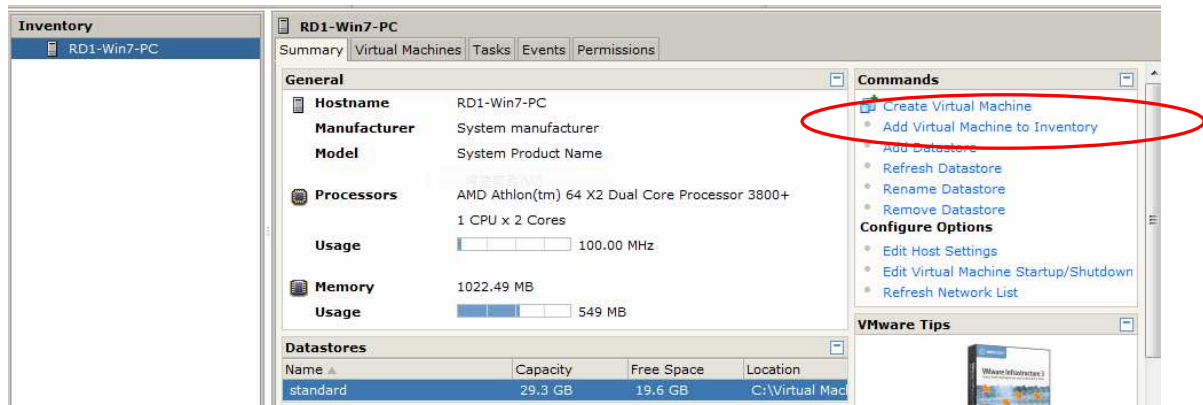 Inventory
RD1-Win7-PC
RD1-Win7-PC
Summary Virtual Machines Tasks Events Permissions
General
Hostname RD1-Win7-PC
Manufacturer System manufacturer
Model System Product Name
Processors AMD Athlon(tm) 64 X2 Dual Core Processor 3800+
1 CPU x 2 Cores
Usage 100.00 MHz
Memory 1022.49 MB
Usage 549 MB
Datastores
Name Capacity Free Space Location
standard 29.3 GB 19.6 GB C:\Virtual Mac
Commands
Create Virtual Machine
Add Virtual Machine to Inventory
Add Datastore
Refresh Datastore
Rename Datastore
Remove Datastore
Configure Options
Edit Host Settings
Edit Virtual Machine Startup/Shutdown
Refresh Network List
VMware Tips
VMware Infrastructure 3